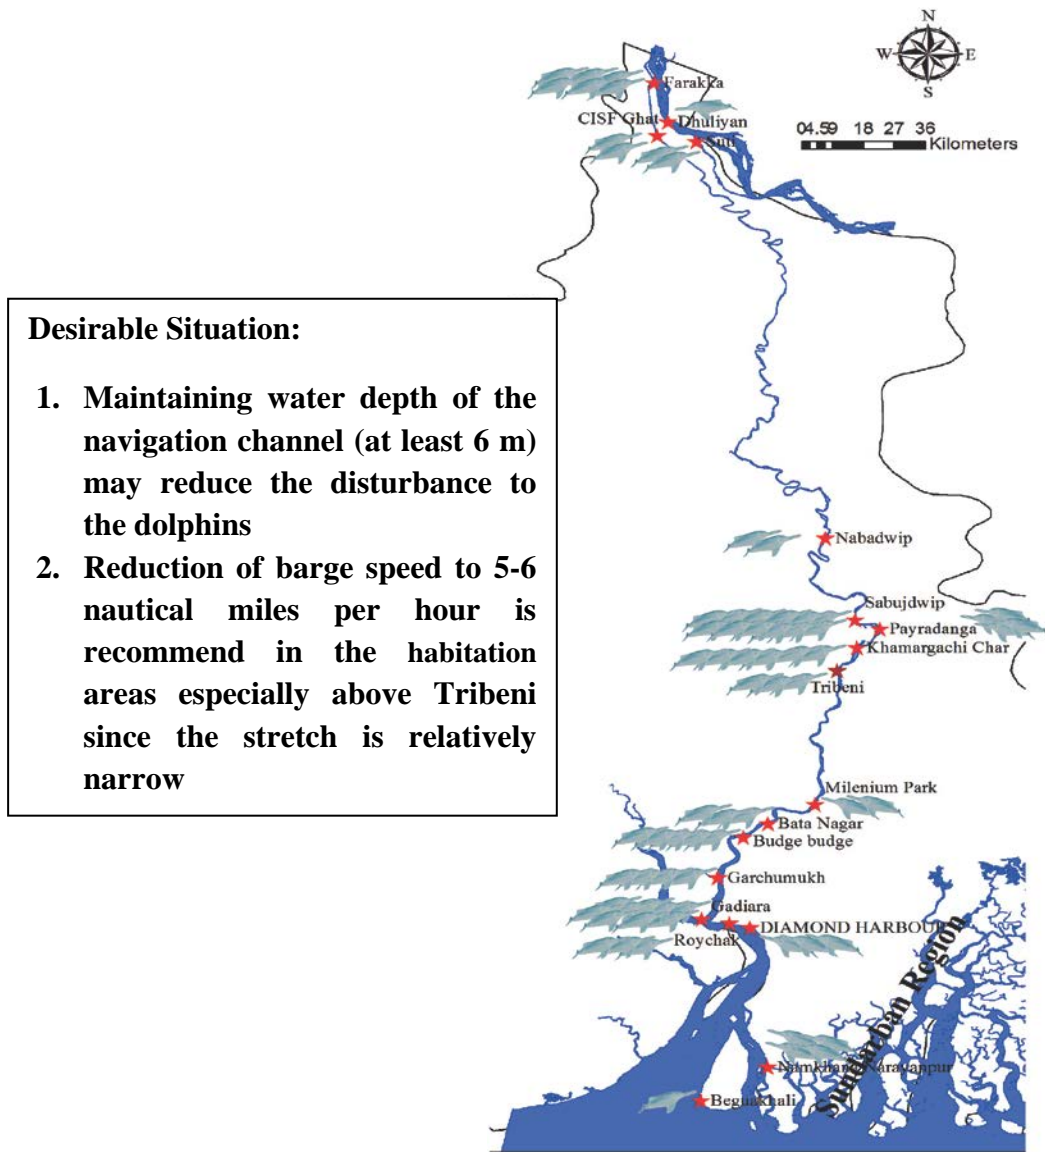 N
W E
S
Farakka
CISF Ghat
Dhuliyan
Suti
04.59 18 27 36
Kilometers
Desirable Situation:
1. Maintaining water depth of the
navigation channel (at least 6 m)
may reduce the disturbance to
the dolphins
2. Reduction of barge speed to 5-6
nautical miles per hour is
recommend in the habitation
areas especially above Tribeni
since the stretch is relatively
narrow
Nabadwip
Sabujdwip
Payradanga
Khamargachi Char
Tribeni
Milenium Park
Bata Nagar
Budge budge
Garchumukh
Gadiara
Roychak
DIAMOND HARBOUR
Sundarban Region
Namkhana Narayanpur
Beguakhali